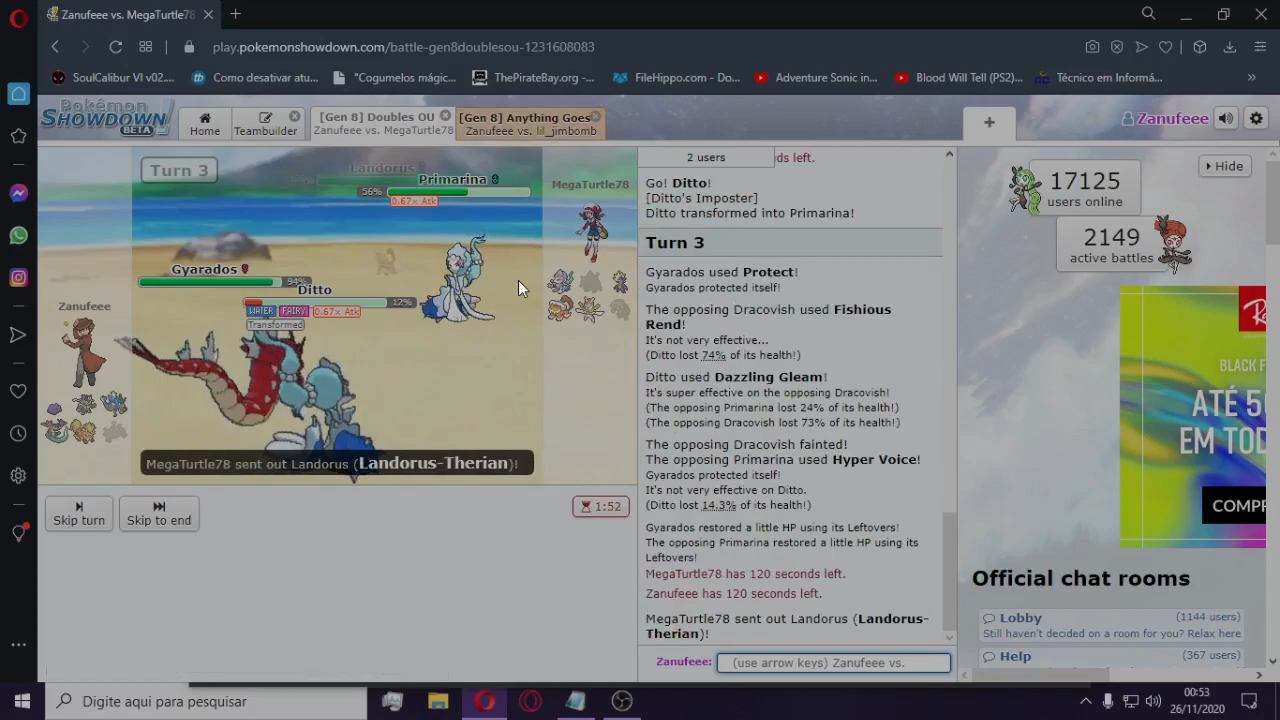 Zanufeee vs. MegaTurtle78
play.pokemonshowdown.com/battle-gen8doublesou-1231608083
SoulCalibur VI v02....
Como desativar atu...
"Cogumelos mágic...
ThePirateBay.org -...
FileHippo.com - Do...
Adventure Sonic in...
Blood Will Tell (PS2)...
Técnico em Informá...
Pokémon
SHOWDOWN
BETA
Home
Teambuilder
[Gen 8] Doubles OU
Zanufeee vs. MegaTurtle78
[Gen 8] Anything Goes
Zanufeee vs. lil_jimbomb
Zanufeee
Turn 3
Landorus
Primarina
56%
0.67x Atk
MegaTurtle78
Gyarados
94%
Ditto
12%
WATER FAIRY 0.67x Atk
Transformed
Zanufeee
MegaTurtle78 sent out Landorus (Landorus-Therian)!
Skip turn
Skip to end
1:52
2 users
ds left.
Go! Ditto!
[Ditto's Imposter]
Ditto transformed into Primarina!
Turn 3
Gyarados used Protect!
Gyarados protected itself!
The opposing Dracovish used Fishious
Rend!
It's not very effective...
(Ditto lost 74% of its health!)
Ditto used Dazzling Gleam!
It's super effective on the opposing Dracovish!
(The opposing Primarina lost 24% of its health!)
(The opposing Dracovish lost 73% of its health!)
The opposing Dracovish fainted!
The opposing Primarina used Hyper Voice!
Gyarados protected itself!
It's not very effective on Ditto.
(Ditto lost 14.3% of its health!)
Gyarados restored a little HP using its Leftovers!
The opposing Primarina restored a little HP using its
Leftovers!
MegaTurtle78 has 120 seconds left.
Zanufeee has 120 seconds left.
MegaTurtle78 sent out Landorus (Landorus-
Therian)!
Zanufeee: (use arrow keys) Zanufeee vs.
17125
users online
2149
active battles
Hide
BLACK F
ATÉ 50
EM TOD
COMPR
Official chat rooms
Lobby (1144 users)
Still haven't decided on a room for you? Relax here
Help (367 users)
Digite aqui para pesquisar
00:53
26/11/2020